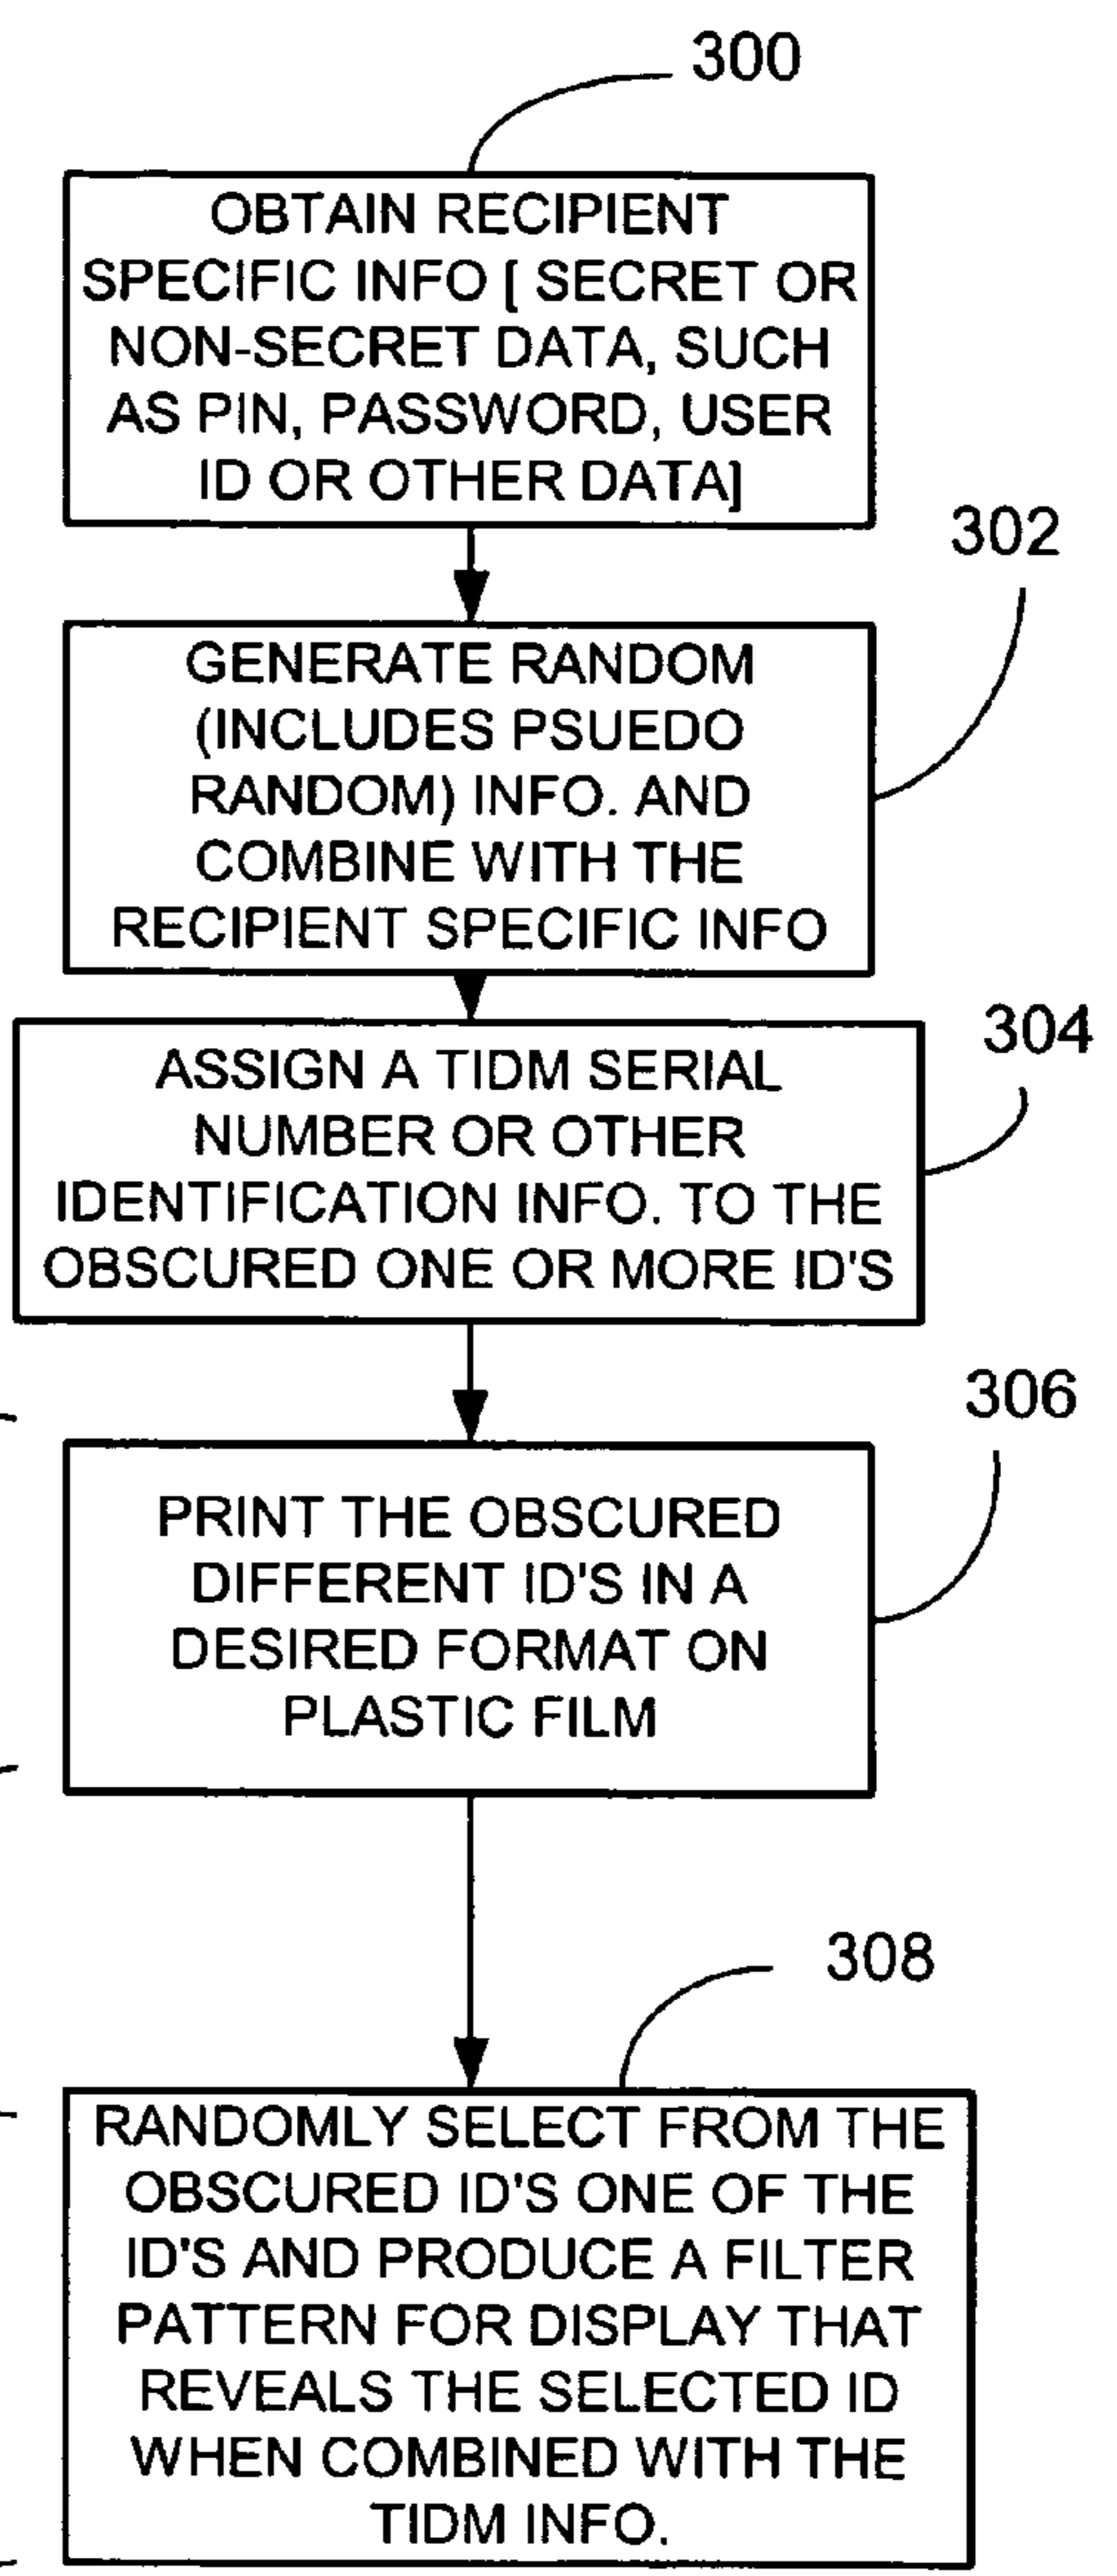 300
OBTAIN RECIPIENT
SPECIFIC INFO [ SECRET OR
NON-SECRET DATA, SUCH
AS PIN, PASSWORD, USER
ID OR OTHER DATA]
302
GENERATE RANDOM
(INCLUDES PSUEDO
RANDOM) INFO. AND
COMBINE WITH THE
RECIPIENT SPECIFIC INFO
304
ASSIGN A TIDM SERIAL
NUMBER OR OTHER
IDENTIFICATION INFO. TO THE
OBSCURED ONE OR MORE ID'S
306
PRINT THE OBSCURED
DIFFERENT ID'S IN A
DESIRED FORMAT ON
PLASTIC FILM
308
RANDOMLY SELECT FROM THE
OBSCURED ID'S ONE OF THE
ID'S AND PRODUCE A FILTER
PATTERN FOR DISPLAY THAT
REVEALS THE SELECTED ID
WHEN COMBINED WITH THE
TIDM INFO.